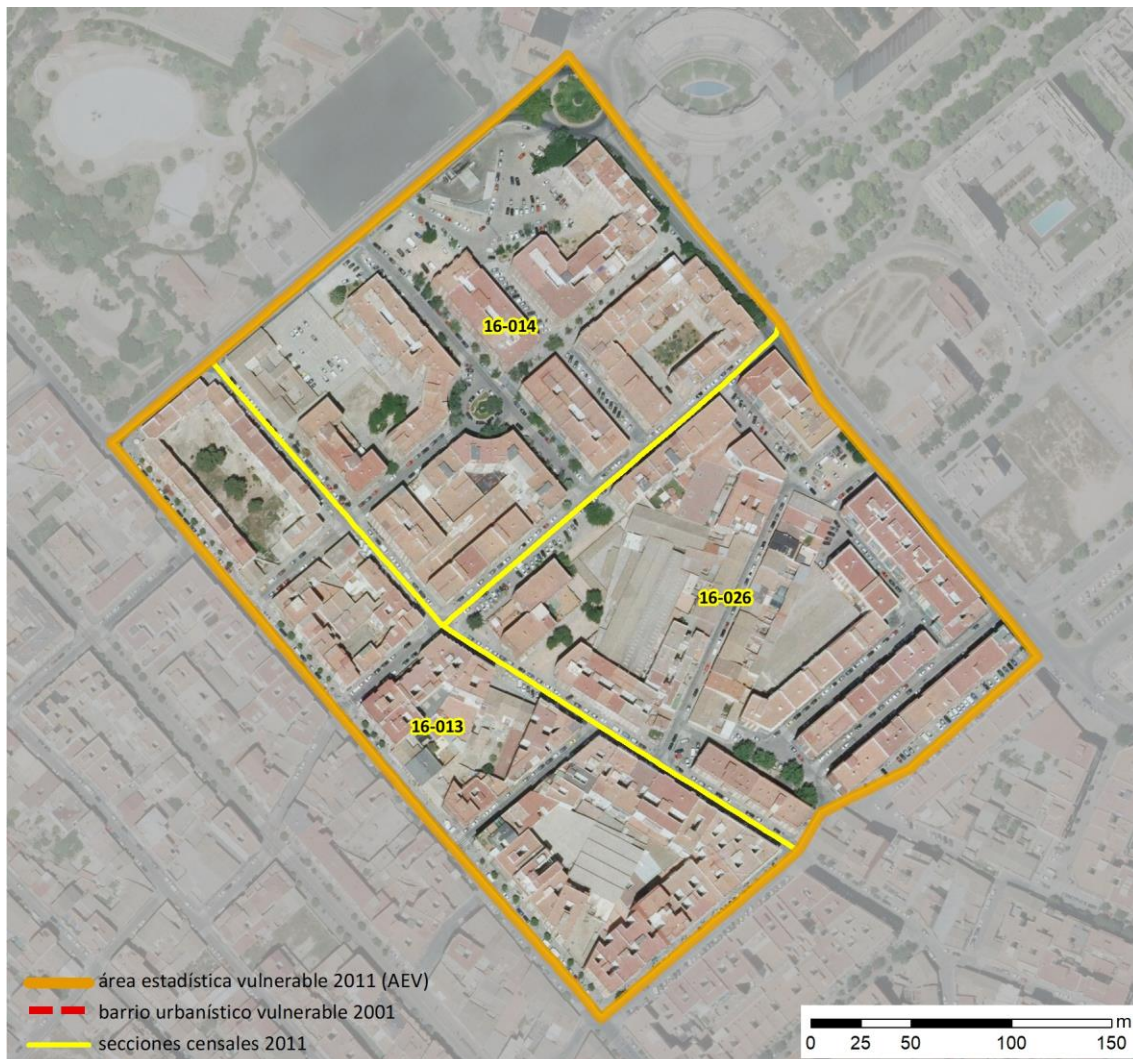 16-014
16-026
16-013
área estadística vulnerable 2011 (AEV)
barrio urbanístico vulnerable 2001
secciones censales 2011
m
0 25 50 100 150